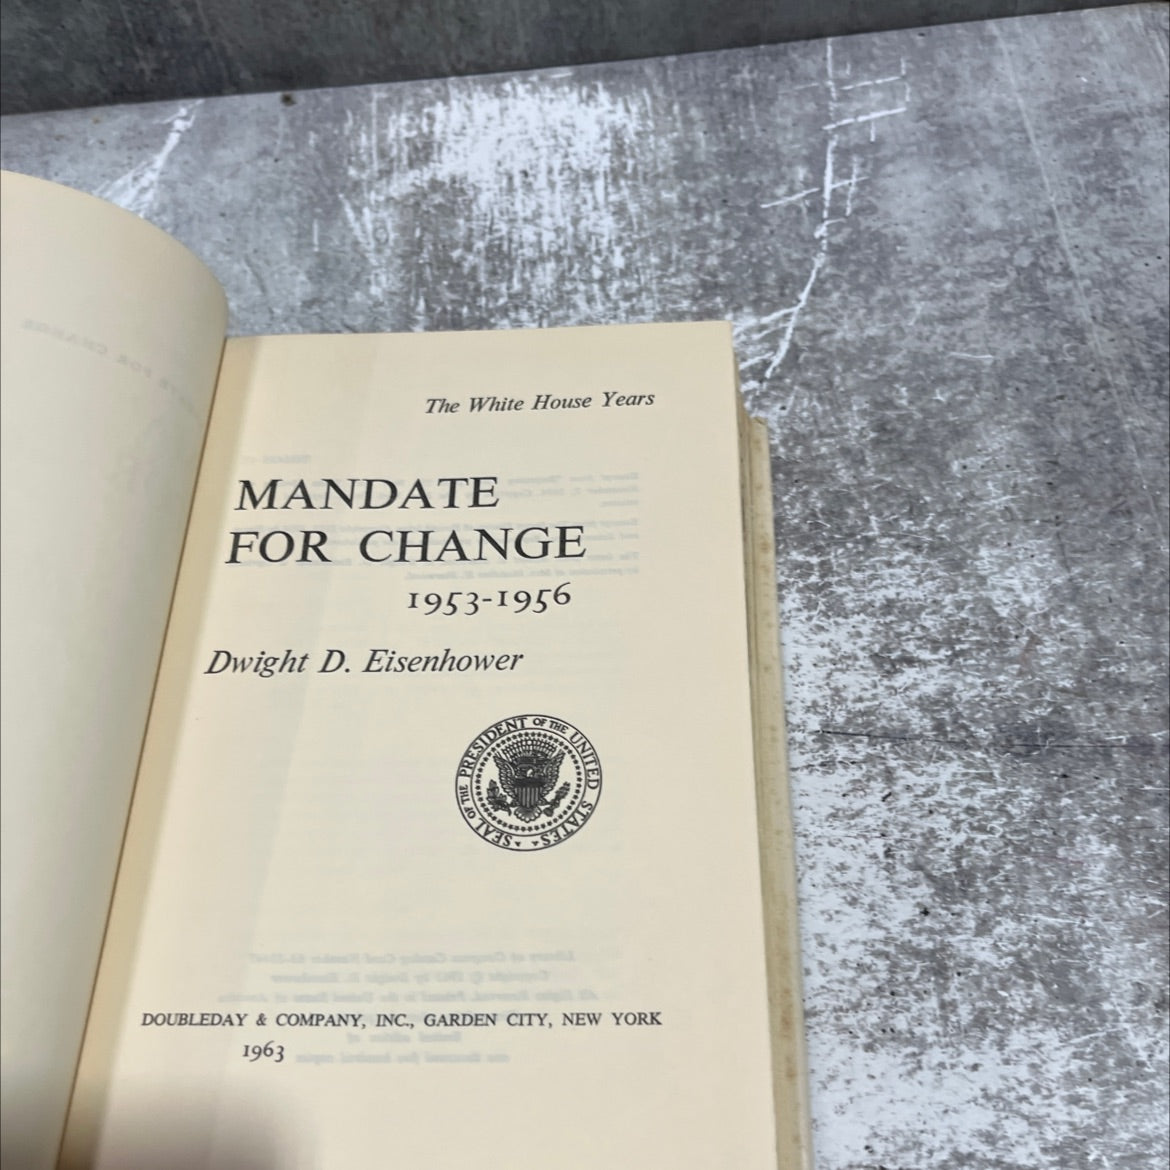 The White House Years
MANDATE
FOR CHANGE
1953-1956
Dwight D. Eisenhower
SEAL OF THE PRESIDENT OF THE UNITED STATES
DOUBLEDAY & COMPANY, INC., GARDEN CITY, NEW YORK
1963